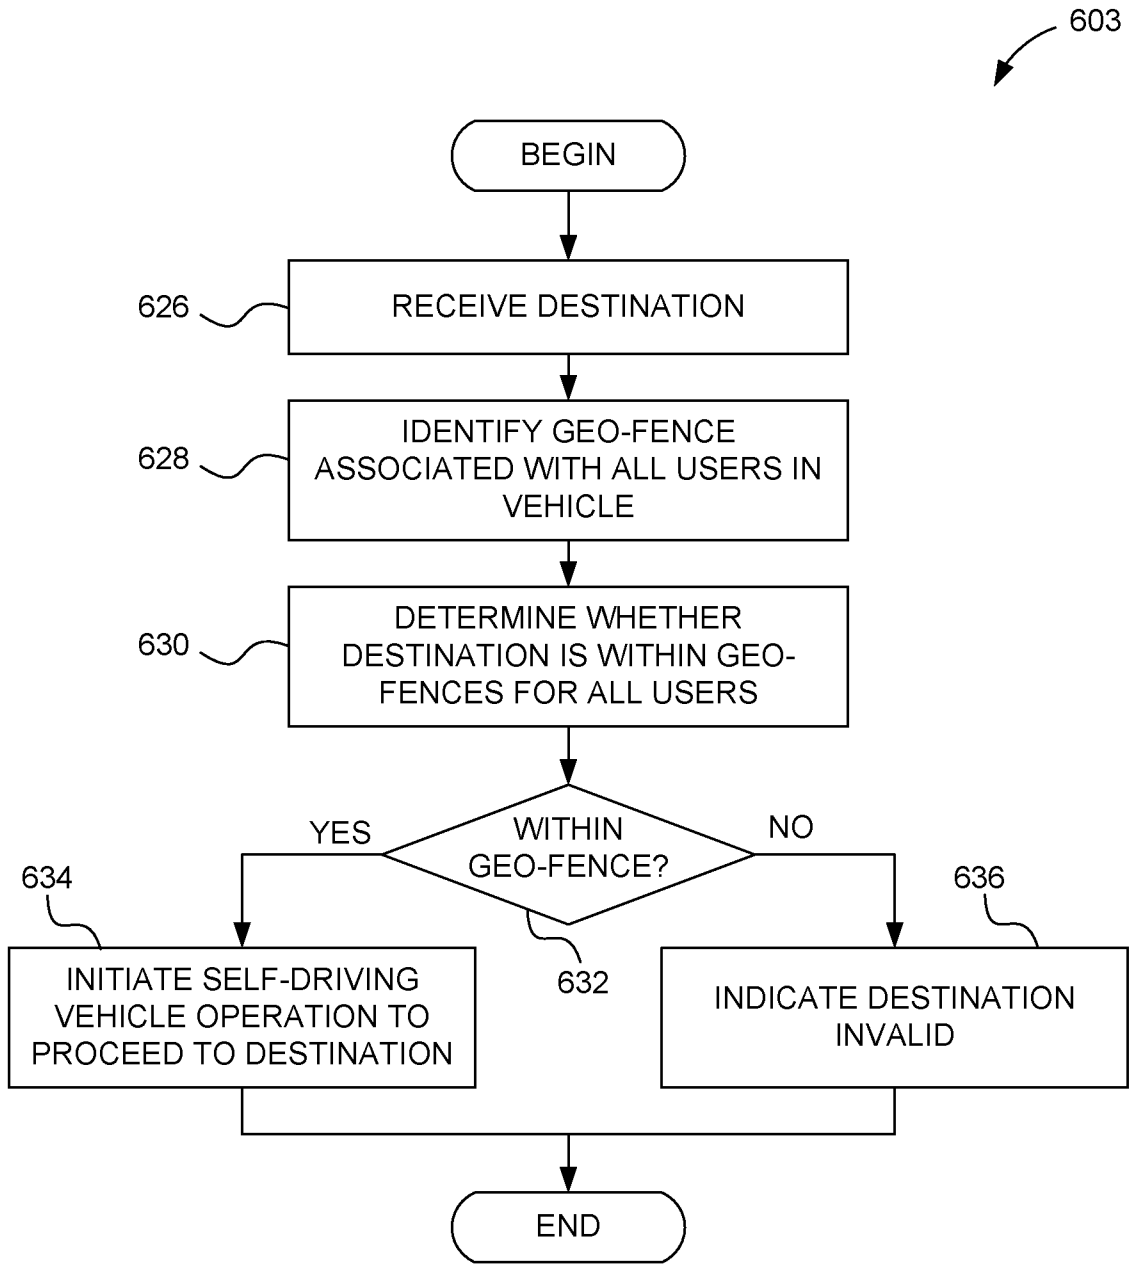 603
BEGIN
626
RECEIVE DESTINATION
628
IDENTIFY GEO-FENCE
ASSOCIATED WITH ALL USERS IN
VEHICLE
630
DETERMINE WHETHER
DESTINATION IS WITHIN GEO-
FENCES FOR ALL USERS
YES
WITHIN
GEO-FENCE?
NO
632
634
INITIATE SELF-DRIVING
VEHICLE OPERATION TO
PROCEED TO DESTINATION
636
INDICATE DESTINATION
INVALID
END